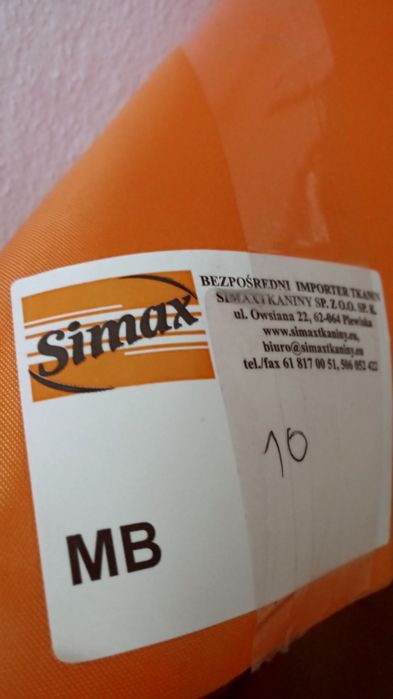 Simax
BEZPOŚREDNI IMPORTER TKANIN
SIMAXTKANINY SP. Z O.O. SP. K.
ul. Owsiana 22, 62-064 Plewiska
www.simaxtkaniny.eu,
biuro@simaxtkaniny.eu
tel./fax 61 817 00 51, 506 052 422
10
MB